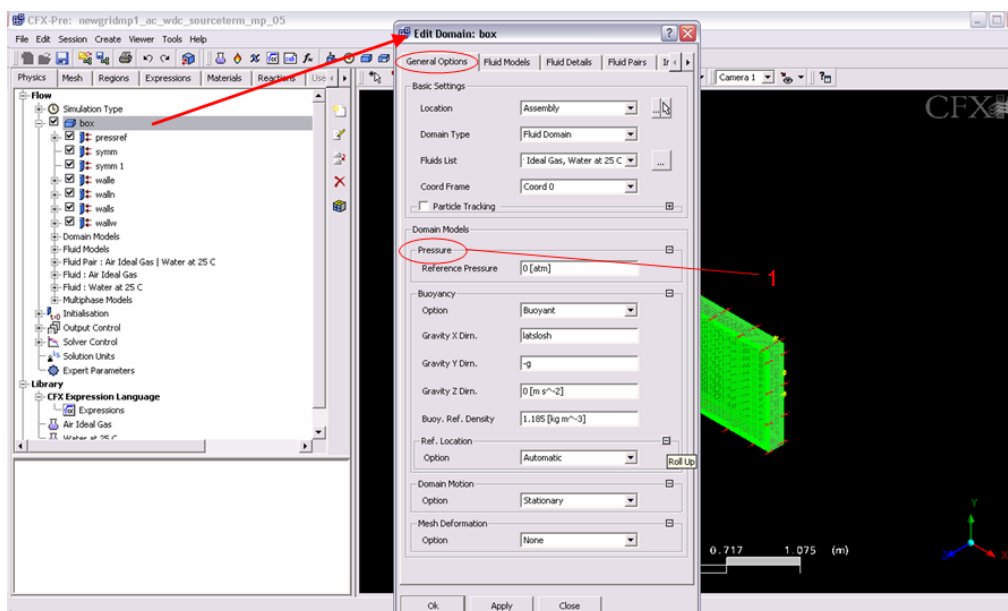 CFX-Pre: newgridmp1_ac_wdc_sourceterm_mp_05
File Edit Session Create Viewer Tools Help
Physics Mesh Regions Expressions Materials Reactions Use
Flow
Simulation Type
box
pressref
symm
symm 1
walle
walln
walls
wallw
Domain Models
Fluid Models
Fluid Pair : Air Ideal Gas | Water at 25 C
Fluid : Air Ideal Gas
Fluid : Water at 25 C
Multiphase Models
Initialisation
Output Control
Solver Control
Solution Units
Expert Parameters
Library
CFX Expression Language
Expressions
Air Ideal Gas
Water at 25 C
Edit Domain: box
General Options Fluid Models Fluid Details Fluid Pairs
Basic Settings
Location Assembly ...
Domain Type Fluid Domain
Fluids List Ideal Gas, Water at 25 C ...
Coord Frame Coord 0
Particle Tracking
Domain Models
Pressure
Reference Pressure 0 [atm]
Buoyancy
Option Buoyant
Gravity X Dirn. latslosh
Gravity Y Dirn. -g
Gravity Z Dirn. 0 [m s^-2]
Buoy. Ref. Density 1.185 [kg m^-3]
Ref. Location
Option Automatic
Roll Up
Domain Motion
Option Stationary
Mesh Deformation
Option None
Ok Apply Close
Camera 1
CFX
1
0.717 1.075 (m)
Y
Z X